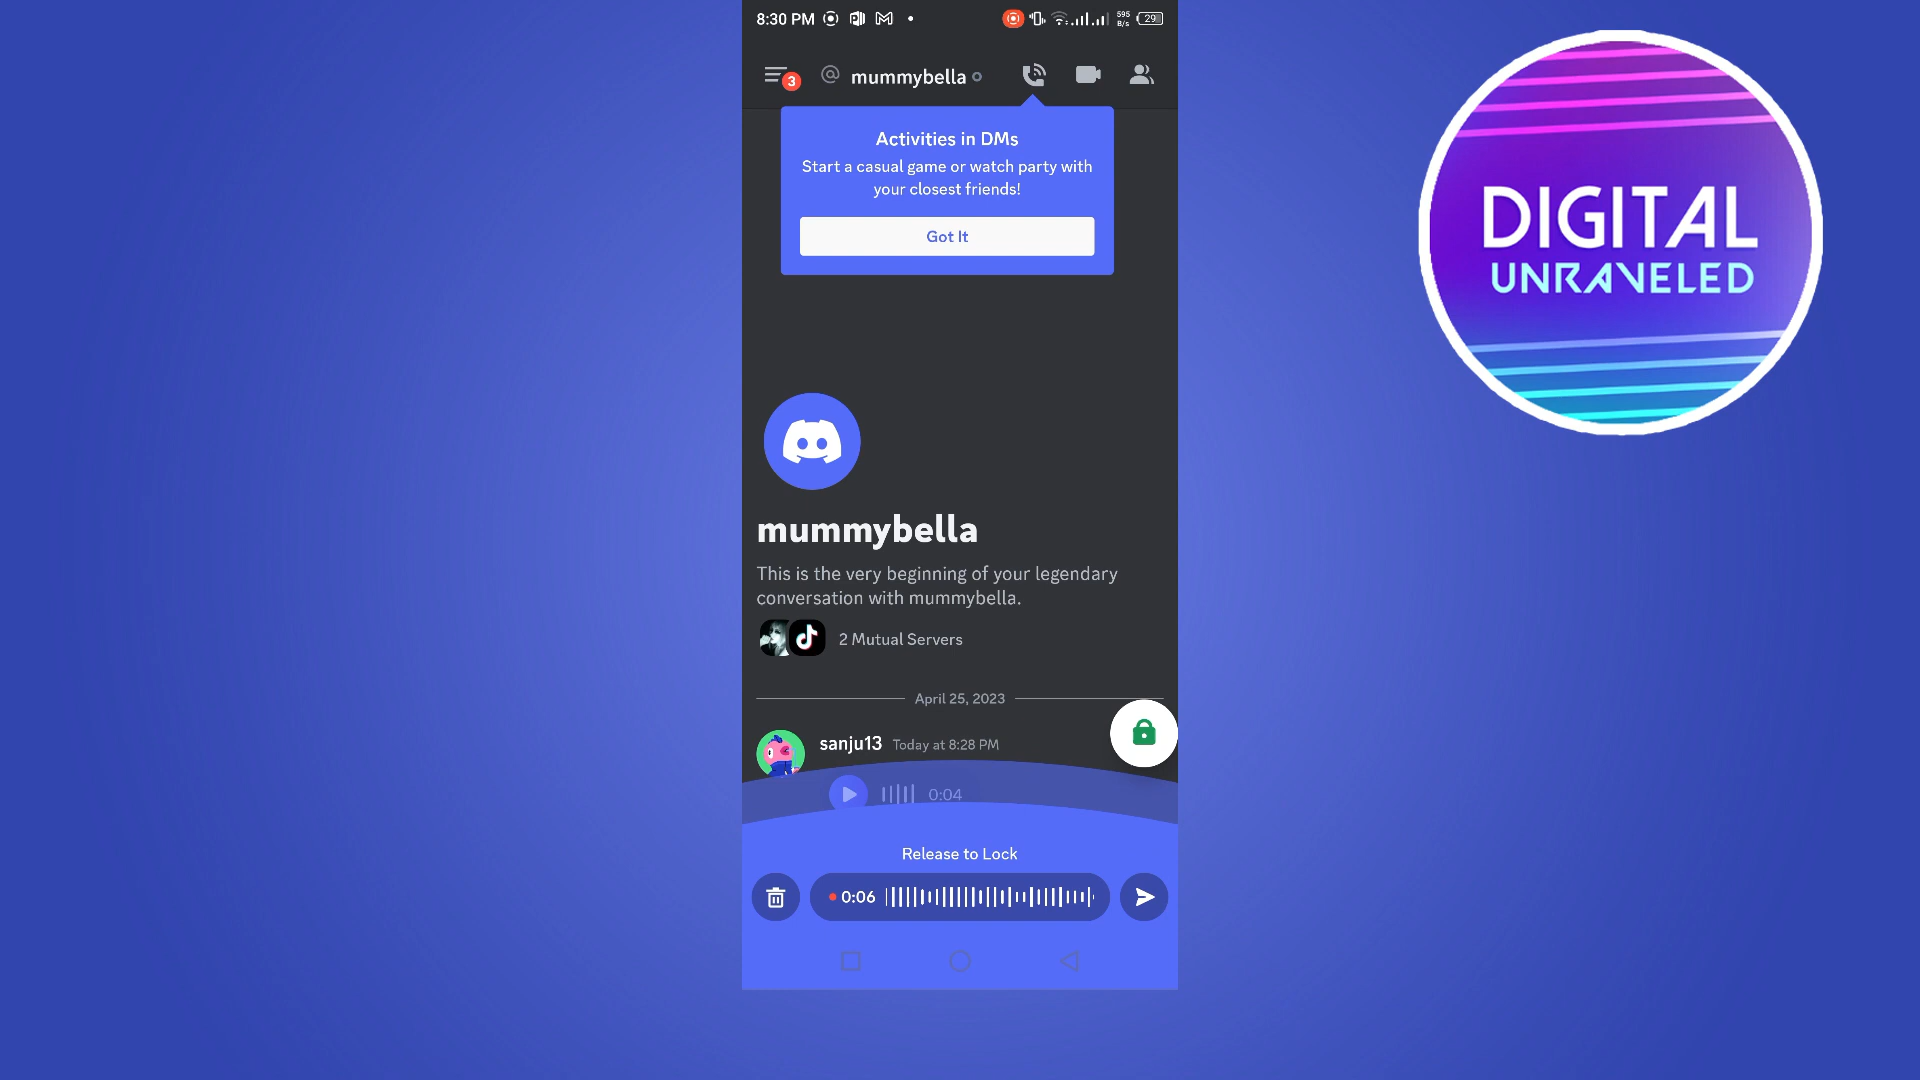 8:30 PM
595
B/s
29
3
mummybella
DIGITAL
UNRAVELED
Activities in DMs
Start a casual game or watch party with
your closest friends!
Got It
mummybella
This is the very beginning of your legendary
conversation with mummybella.
2 Mutual Servers
April 25, 2023
sanju13 Today at 8:28 PM
0:04
Release to Lock
0:06